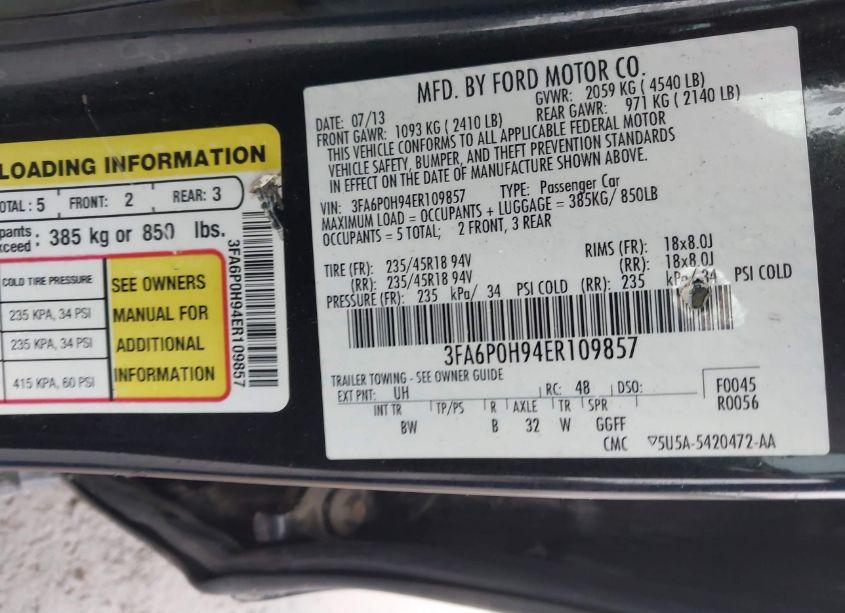 LOADING INFORMATION
OTAL : 5 FRONT: 2 REAR: 3
pants
xceed : 385 kg or 850 lbs.
COLD TIRE PRESSURE
235 KPA, 34 PSI
235 KPA, 34 PSI
415 KPA, 60 PSI
SEE OWNERS
MANUAL FOR
ADDITIONAL
INFORMATION
3FA6P0H94ER109857
MFD. BY FORD MOTOR CO.
DATE: 07/13 GVWR: 2059 KG ( 4540 LB)
FRONT GAWR: 1093 KG ( 2410 LB) REAR GAWR: 971 KG ( 2140 LB)
THIS VEHICLE CONFORMS TO ALL APPLICABLE FEDERAL MOTOR
VEHICLE SAFETY, BUMPER, AND THEFT PREVENTION STANDARDS
IN EFFECT ON THE DATE OF MANUFACTURE SHOWN ABOVE.
VIN: 3FA6P0H94ER109857 TYPE: Passenger Car
MAXIMUM LOAD = OCCUPANTS + LUGGAGE = 385KG/ 850LB
OCCUPANTS = 5 TOTAL; 2 FRONT, 3 REAR
TIRE (FR): 235/45R18 94V RIMS (FR): 18x8.0J
(RR): 235/45R18 94V (RR): 18x8.0J
PRESSURE (FR): 235 kPa/ 34 PSI COLD (RR): 235 kPa/ 34 PSI COLD
3FA6P0H94ER109857
TRAILER TOWING - SEE OWNER GUIDE
EXT PNT: UH RC: 48 DSO: F0045
INT TR TP/PS R AXLE TR SPR R0056
BW B 32 W GGFF
CMC ▽5U5A-5420472-AA